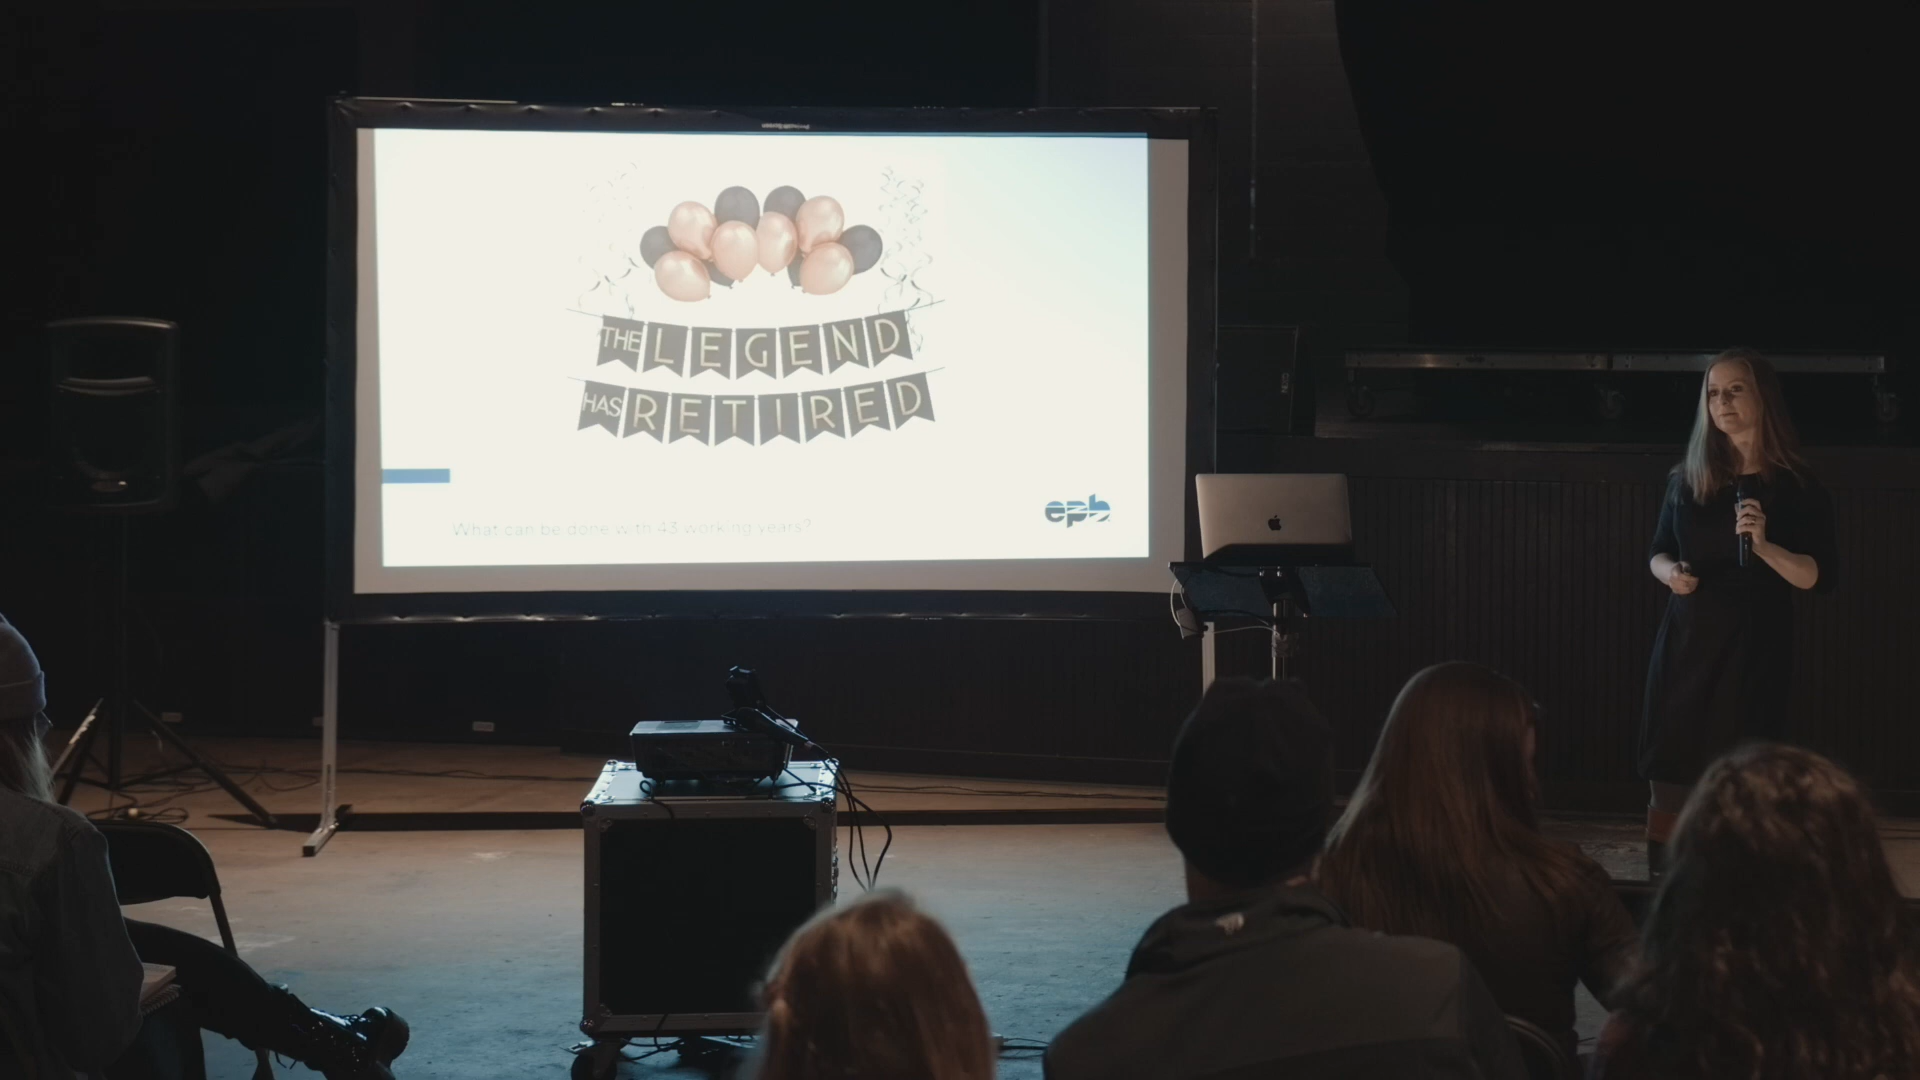 THE LEGEND
HAS RETIRED
What can be done with 43 working years?
epb